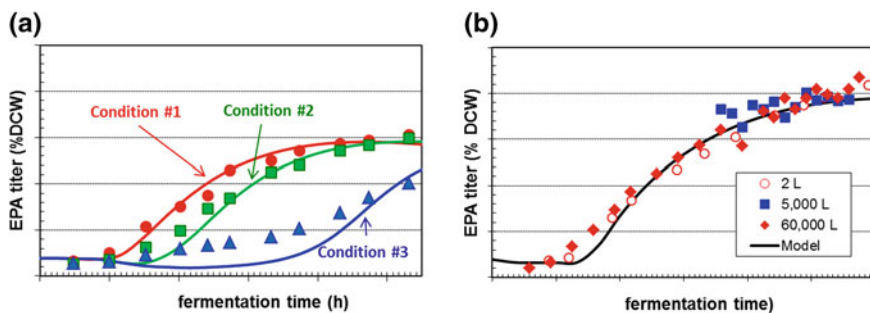 (a)
EPA titer (%DCW)
Condition #1
Condition #2
Condition #3
fermentation time (h)
(b)
EPA titer (% DCW)
2 L
5,000 L
60,000 L
Model
fermentation time)